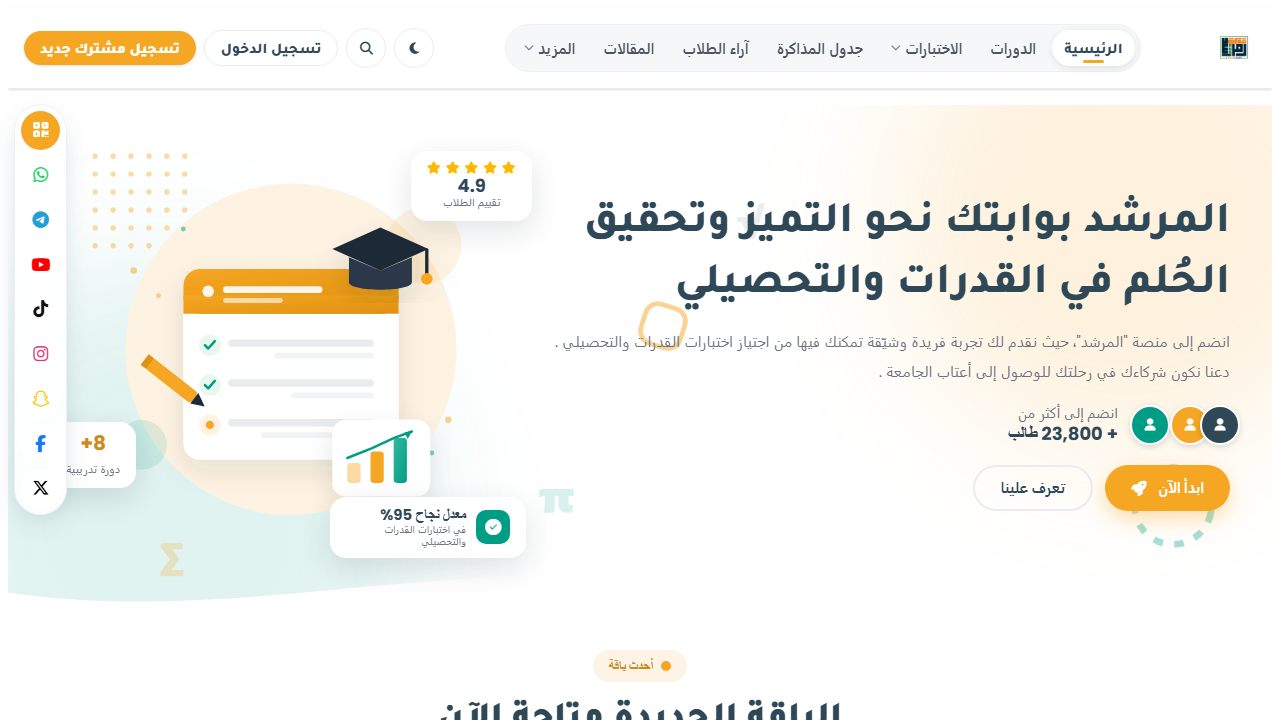 الرئيسية
الدورات
الاختبارات
جدول المذاكرة
آراء الطلاب
المقالات
المزيد
تسجيل الدخول
تسجيل مشترك جديد
المرشد بوابتك نحو التميز وتحقيق
الحُلم في القدرات والتحصيلي
انضم إلى منصة "المرشد"، حيث نقدم لك تجربة فريدة وشيّقة تمكنك فيها من اجتياز اختبارات القدرات والتحصيلي .
دعنا نكون شركاءك في رحلتك للوصول إلى أعتاب الجامعة .
انضم إلى أكثر من
+ 23,800 طالب
ابدأ الآن
تعرف علينا
4.9
تقييم الطلاب
+8
دورة تدريبية
معدل نجاح 95%
في اختبارات القدرات
والتحصيلي
π
Σ
أحدث باقة
الباقة الجديدة متاحة الآن